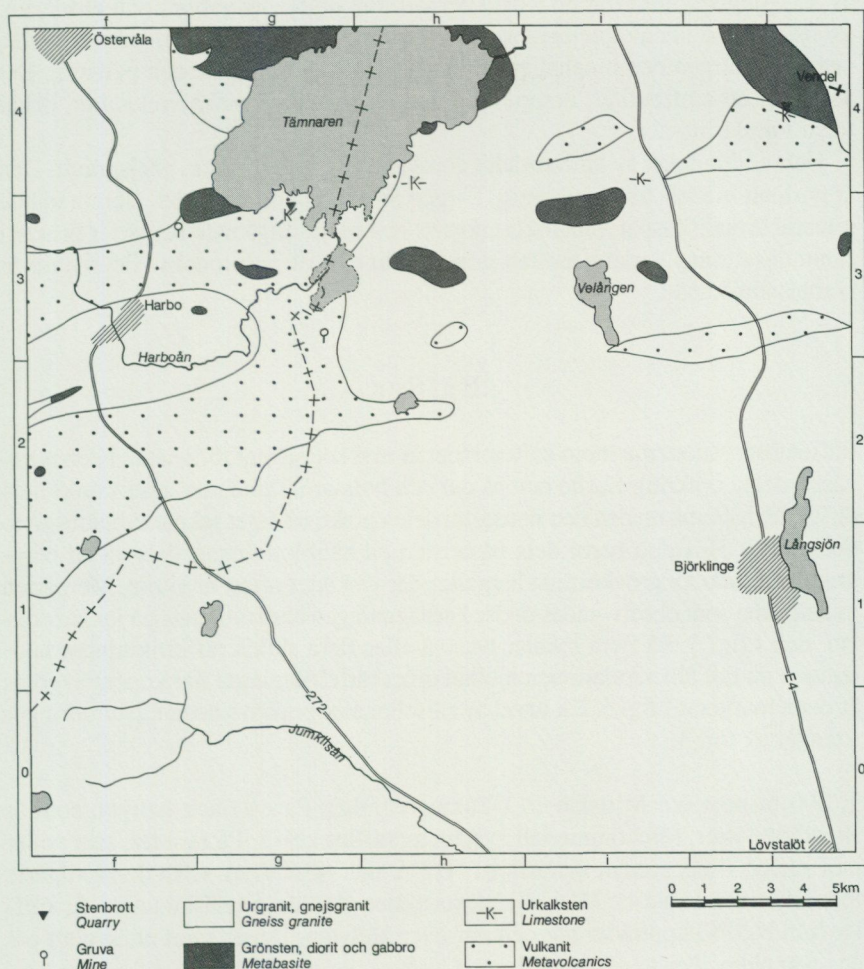 f g h i
Östervåla
Vendel
4 4
K
Tämnaren
K K
K
3 3
Velången
Harbo
Harboån
2 2
Björklinge Långsjön
1 1
272 E4
Jumkilsån
0 0
Lövstalöt
f g h i
0 1 2 3 4 5km
Stenbrott
Quarry
Urgranit, gnejsgranit
Gneiss granite
K Urkalksten
Limestone
Gruva
Mine
Grönsten, diorit och gabbro
Metabasite
Vulkanit
Metavolcanics